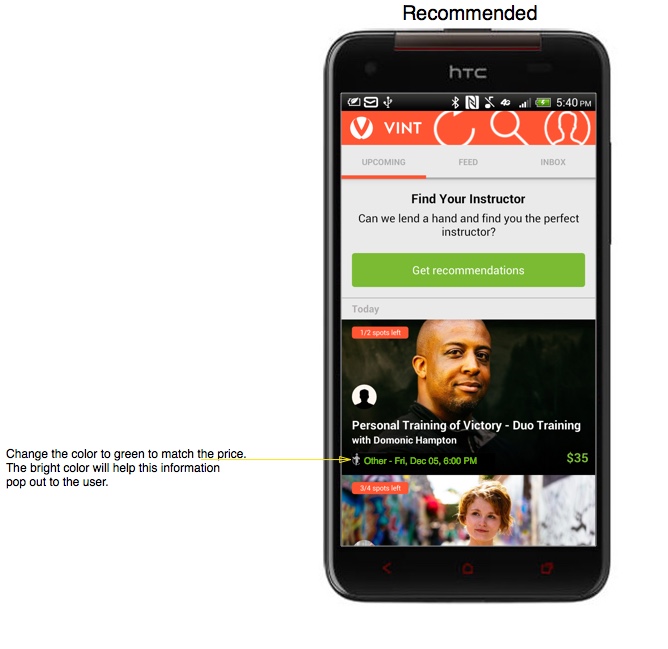 Recommended
hTC
4G
5:40 PM
VINT
UPCOMING
FEED
INBOX
Find Your Instructor
Can we lend a hand and find you the perfect
instructor?
Get recommendations
Today
1/2 spots left
Personal Training of Victory - Duo Training
with Domonic Hampton
Other - Fri, Dec 05, 6:00 PM
$35
3/4 spots left
Change the color to green to match the price.
The bright color will help this information
pop out to the user.